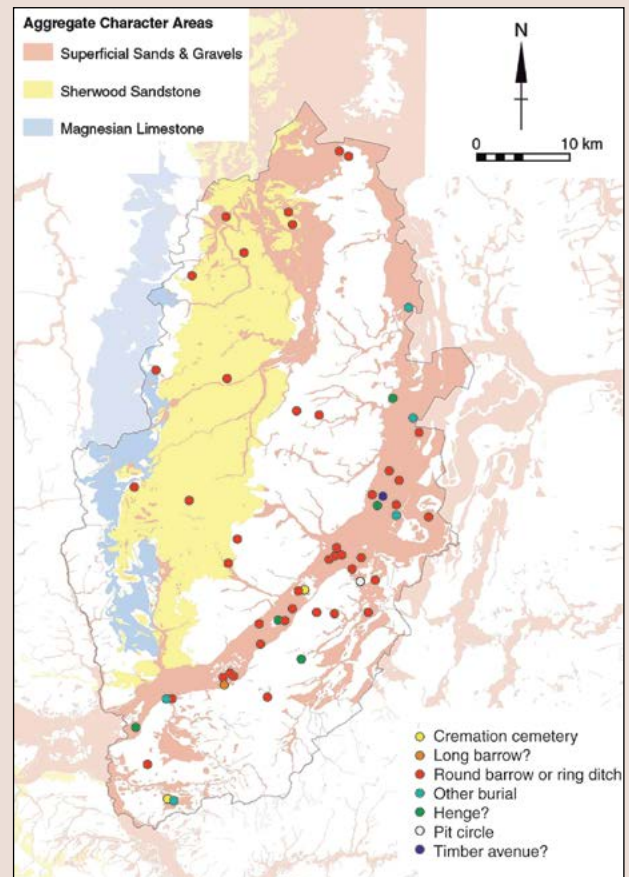 Aggregate Character Areas
Superficial Sands & Gravels
Sherwood Sandstone
Magnesian Limestone
N
0 10 km
Cremation cemetery
Long barrow?
Round barrow or ring ditch
Other burial
Henge?
Pit circle
Timber avenue?